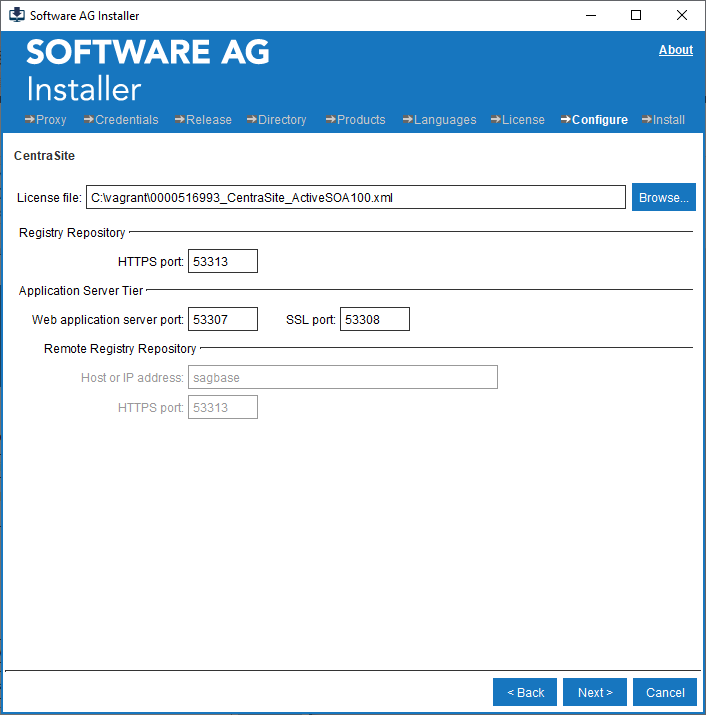 Software AG Installer
SOFTWARE AG
About
Installer
Proxy Credentials Release Directory Products Languages License Configure Install
CentraSite
License file: C:\vagrant\0000516993_CentraSite_ActiveSOA100.xml Browse...
Registry Repository
HTTPS port: 53313
Application Server Tier
Web application server port: 53307 SSL port: 53308
Remote Registry Repository
Host or IP address: sagbase
HTTPS port: 53313
< Back Next > Cancel